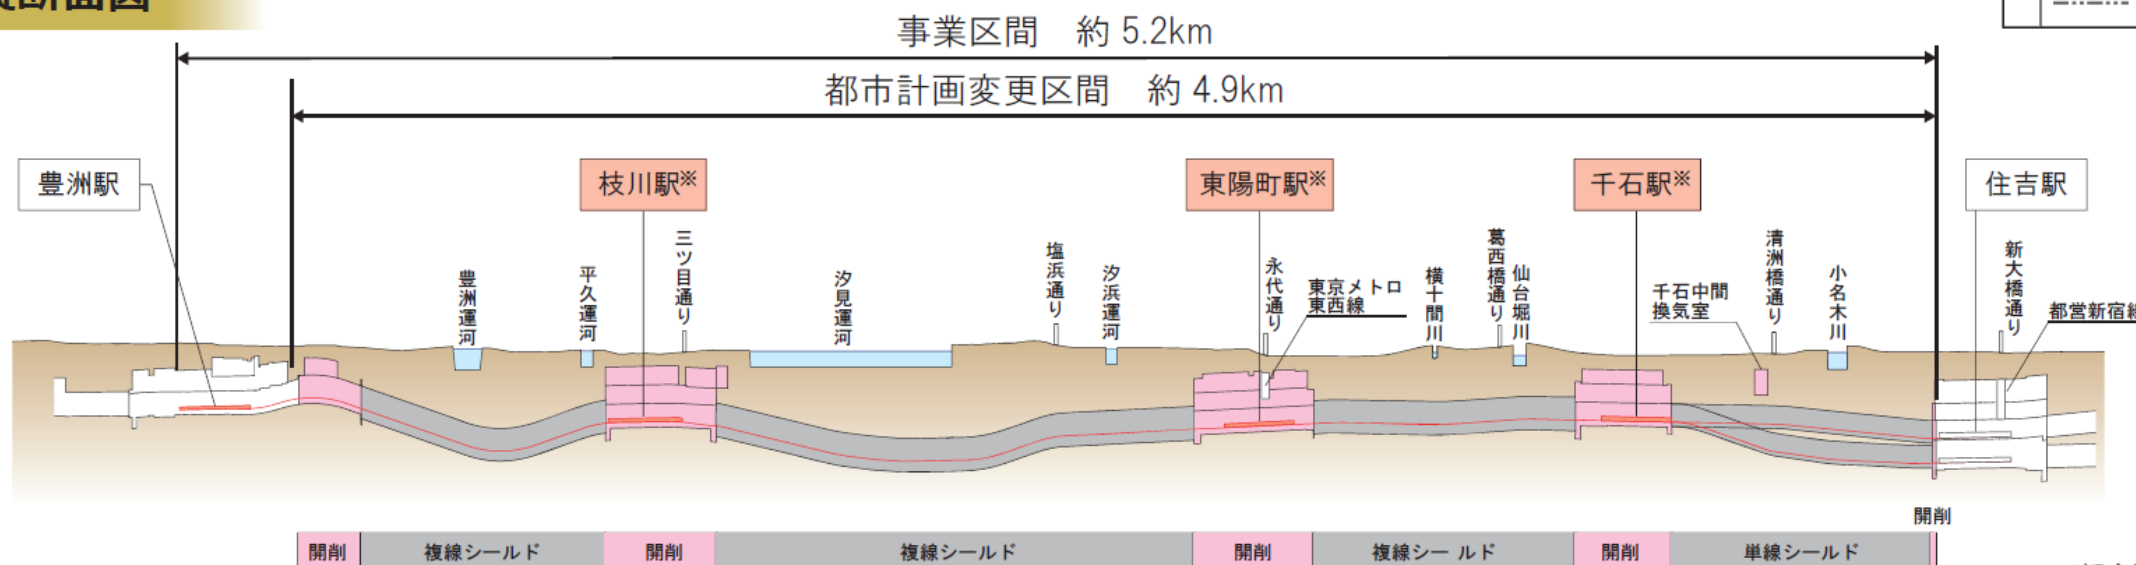 縦断面図
事業区間 約 5.2km
都市計画変更区間 約 4.9km
豊洲駅
枝川駅※
東陽町駅※
千石駅※
住吉駅
豊洲運河
平久運河
三ツ目通り
汐見運河
塩浜通り
汐浜運河
永代通り
東京メトロ
東西線
横十間川
葛西橋通り
仙台堀川
千石中間
換気室
清洲橋通り
小名木川
新大橋通り
都営新宿線
開削
開削
複線シールド
開削
複線シールド
開削
複線シールド
開削
単線シールド